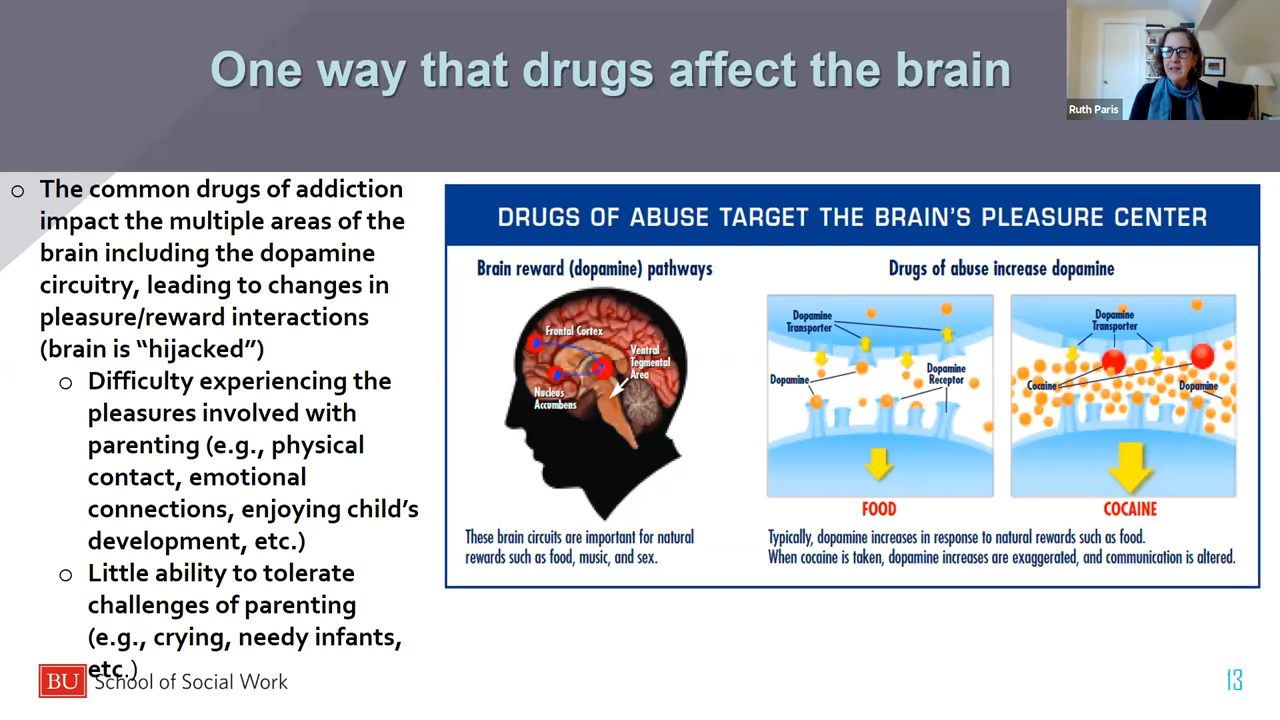 One way that drugs affect the brain
Ruth Paris
o The common drugs of addiction
impact the multiple areas of the
brain including the dopamine
circuitry, leading to changes in
pleasure/reward interactions
(brain is “hijacked”)
o Difficulty experiencing the
pleasures involved with
parenting (e.g., physical
contact, emotional
connections, enjoying child’s
development, etc.)
o Little ability to tolerate
challenges of parenting
(e.g., crying, needy infants,
etc.)
DRUGS OF ABUSE TARGET THE BRAIN’S PLEASURE CENTER
Brain reward (dopamine) pathways
Frontal Cortex
Ventral
Tegmental
Area
Nucleus
Accumbens
These brain circuits are important for natural
rewards such as food, music, and sex.
Drugs of abuse increase dopamine
Dopamine
Transporter
Dopamine
Dopamine
Receptor
FOOD
Dopamine
Transporter
Cocaine
Dopamine
COCAINE
Typically, dopamine increases in response to natural rewards such as food.
When cocaine is taken, dopamine increases are exaggerated, and communication is altered.
BU School of Social Work
13